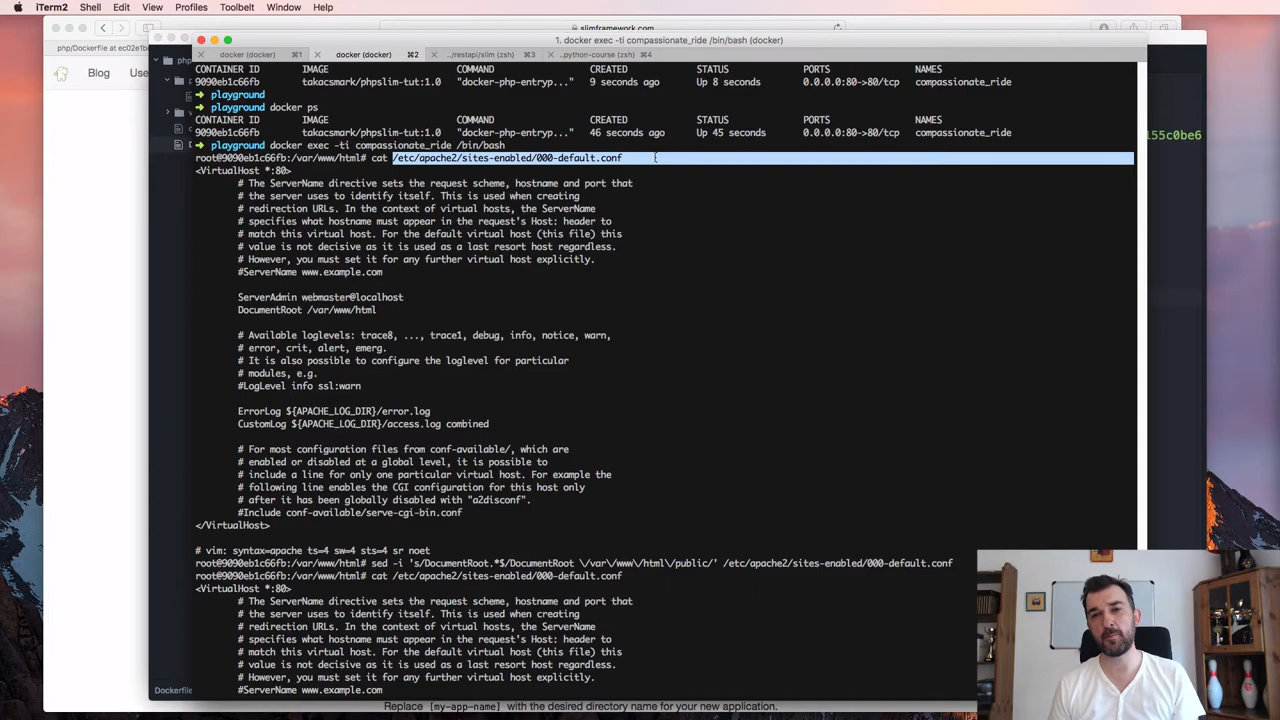 iTerm2 Shell Edit View Profiles Toolbelt Window Help
slimframework.com
php/Dockerfile at ec02e1be
1. docker exec -ti compassionate_ride /bin/bash (docker)
docker (docker) ⌘1 docker (docker) ⌘2 ../restapi/slim (zsh) ⌘3 ..python-course (zsh) ⌘4
Blog
CONTAINER ID IMAGE COMMAND CREATED STATUS PORTS NAMES
9090eb1c66fb takacsmark/phpslim-tut:1.0 "docker-php-entryp..." 9 seconds ago Up 8 seconds 0.0.0.0:80->80/tcp compassionate_ride
➜ playground
➜ playground docker ps
CONTAINER ID IMAGE COMMAND CREATED STATUS PORTS NAMES
9090eb1c66fb takacsmark/phpslim-tut:1.0 "docker-php-entryp..." 46 seconds ago Up 45 seconds 0.0.0.0:80->80/tcp compassionate_ride
155c0be6
➜ playground docker exec -ti compassionate_ride /bin/bash
root@9090eb1c66fb:/var/www/html# cat /etc/apache2/sites-enabled/000-default.conf
<VirtualHost *:80>
# The ServerName directive sets the request scheme, hostname and port that
# the server uses to identify itself. This is used when creating
# redirection URLs. In the context of virtual hosts, the ServerName
# specifies what hostname must appear in the request's Host: header to
# match this virtual host. For the default virtual host (this file) this
# value is not decisive as it is used as a last resort host regardless.
# However, you must set it for any further virtual host explicitly.
#ServerName www.example.com
ServerAdmin webmaster@localhost
DocumentRoot /var/www/html
# Available loglevels: trace8, ..., trace1, debug, info, notice, warn,
# error, crit, alert, emerg.
# It is also possible to configure the loglevel for particular
# modules, e.g.
#LogLevel info ssl:warn
ErrorLog ${APACHE_LOG_DIR}/error.log
CustomLog ${APACHE_LOG_DIR}/access.log combined
# For most configuration files from conf-available/, which are
# enabled or disabled at a global level, it is possible to
# include a line for only one particular virtual host. For example the
# following line enables the CGI configuration for this host only
# after it has been globally disabled with "a2disconf".
#Include conf-available/serve-cgi-bin.conf
</VirtualHost>
# vim: syntax=apache ts=4 sw=4 sts=4 sr noet
root@9090eb1c66fb:/var/www/html# sed -i 's/DocumentRoot.*$/DocumentRoot \/var\/www\/html\/public/' /etc/apache2/sites-enabled/000-default.conf
root@9090eb1c66fb:/var/www/html# cat /etc/apache2/sites-enabled/000-default.conf
<VirtualHost *:80>
# The ServerName directive sets the request scheme, hostname and port that
# the server uses to identify itself. This is used when creating
# redirection URLs. In the context of virtual hosts, the ServerName
# specifies what hostname must appear in the request's Host: header to
# match this virtual host. For the default virtual host (this file) this
# value is not decisive as it is used as a last resort host regardless.
# However, you must set it for any further virtual host explicitly.
#ServerName www.example.com
Dockerfile
Replace [my-app-name] with the desired directory name for your new application.